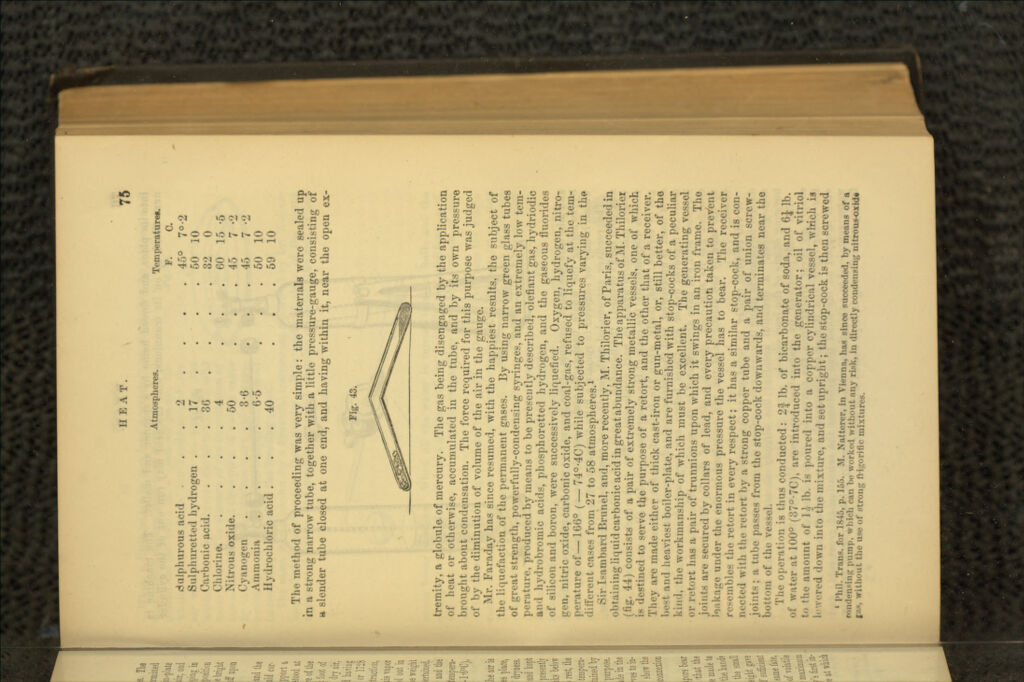 HEAT. 75
Atmospheres. Temperatures.
F. C.
Sulphurous acid . . 2 . . . 45° 7°·2
Sulphuretted hydrogen . . 17 . . . 50 10
Carbonic acid. . . 36 . . . 32 0
Chlorine. . . . 4 . . . 60 15·5
Nitrous oxide. . . 50 . . . 45 7·2
Cyanogen . . . 3·6 . . . 45 7·2
Ammonia . . . 6·5 . . . 50 10
Hydrochloric acid . . . 40 . . . 59 10
The method of proceeding was very simple: the materials were sealed up
in a strong narrow tube, together with a little pressure-gauge, consisting of
a slender tube closed at one end, and having within it, near the open ex-
Fig. 43.
tremity, a globule of mercury. The gas being disengaged by the application
of heat or otherwise, accumulated in the tube, and by its own pressure
brought about condensation. The force required for this purpose was judged
of by the diminution of volume of the air in the gauge.
Mr. Faraday has since resumed, with the happiest results, the subject of
the liquefaction of the permanent gases. By using narrow green glass tubes
of great strength, powerfully-condensing syringes, and an extremely low tem-
perature, produced by means to be presently described, olefiant gas, hydriodic
and hydrobromic acids, phosphoretted hydrogen, and the gaseous fluorides
of silicon and boron, were successively liquefied. Oxygen, hydrogen, nitro-
gen, nitric oxide, carbonic oxide, and coal-gas, refused to liquefy at the tem-
perature of —166° (— 74°·4C) while subjected to pressures varying in the
different cases from 27 to 58 atmospheres.¹
Sir Isambard Brunel, and, more recently, M. Thilorier, of Paris, succeeded in
obtaining liquid carbonic acid in great abundance. The apparatus of M. Thilorier
(fig. 44) consists of a pair of extremely strong metallic vessels, one of which
is destined to serve the purpose of a retort, and the other that of a receiver.
They are made either of thick cast-iron or gun-metal, or, still better, of the
best and heaviest boiler-plate, and are furnished with stop-cocks of a peculiar
kind, the workmanship of which must be excellent. The generating vessel
or retort has a pair of trunnions upon which it swings in an iron frame. The
joints are secured by collars of lead, and every precaution taken to prevent
leakage under the enormous pressure the vessel has to bear. The receiver
resembles the retort in every respect; it has a similar stop-cock, and is con-
nected with the retort by a strong copper tube and a pair of union screw-
joints; a tube passes from the stop-cock downwards, and terminates near the
bottom of the vessel.
The operation is thus conducted: 2¾ lb. of bicarbonate of soda, and 6¼ lb.
of water at 100° (37°·7C), are introduced into the generator; oil of vitriol
to the amount of 1½ lb. is poured into a copper cylindrical vessel, which is
lowered down into the mixture, and set upright; the stop-cock is then screwed
¹ Phil. Trans. for 1845, p. 155. M. Natterer, in Vienna, has since succeeded, by means of a
condensing pump, which can be worked without any risk, in directly condensing nitrous oxide
gas, without the use of strong frigorific mixtures.